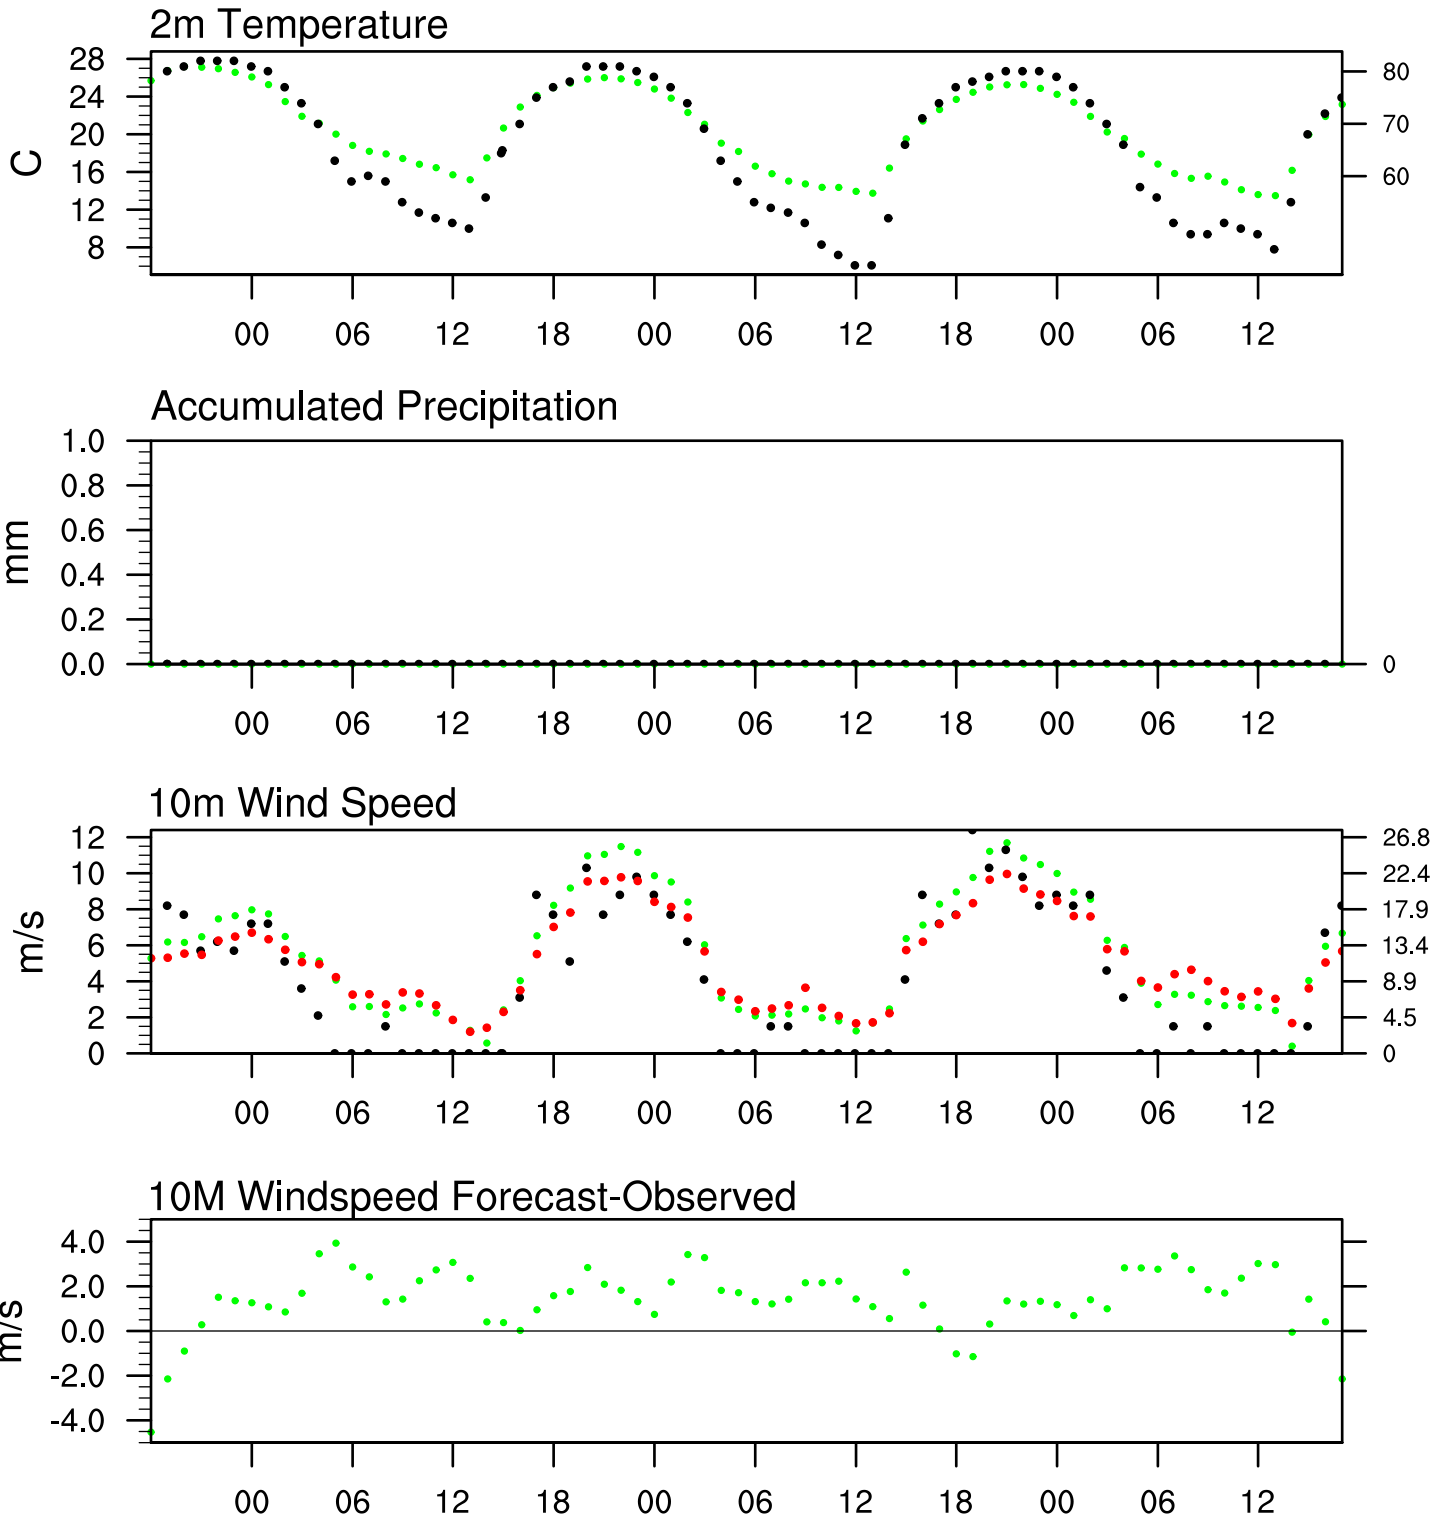 2m Temperature
28
24
20
16
12
8
C
80
70
60
00 06 12 18 00 06 12 18 00 06 12
Accumulated Precipitation
1.0
0.8
0.6
0.4
0.2
0.0
mm
0
00 06 12 18 00 06 12 18 00 06 12
10m Wind Speed
12
10
8
6
4
2
0
m/s
26.8
22.4
17.9
13.4
8.9
4.5
0
00 06 12 18 00 06 12 18 00 06 12
10M Windspeed Forecast-Observed
4.0
2.0
0.0
-2.0
-4.0
m/s
00 06 12 18 00 06 12 18 00 06 12